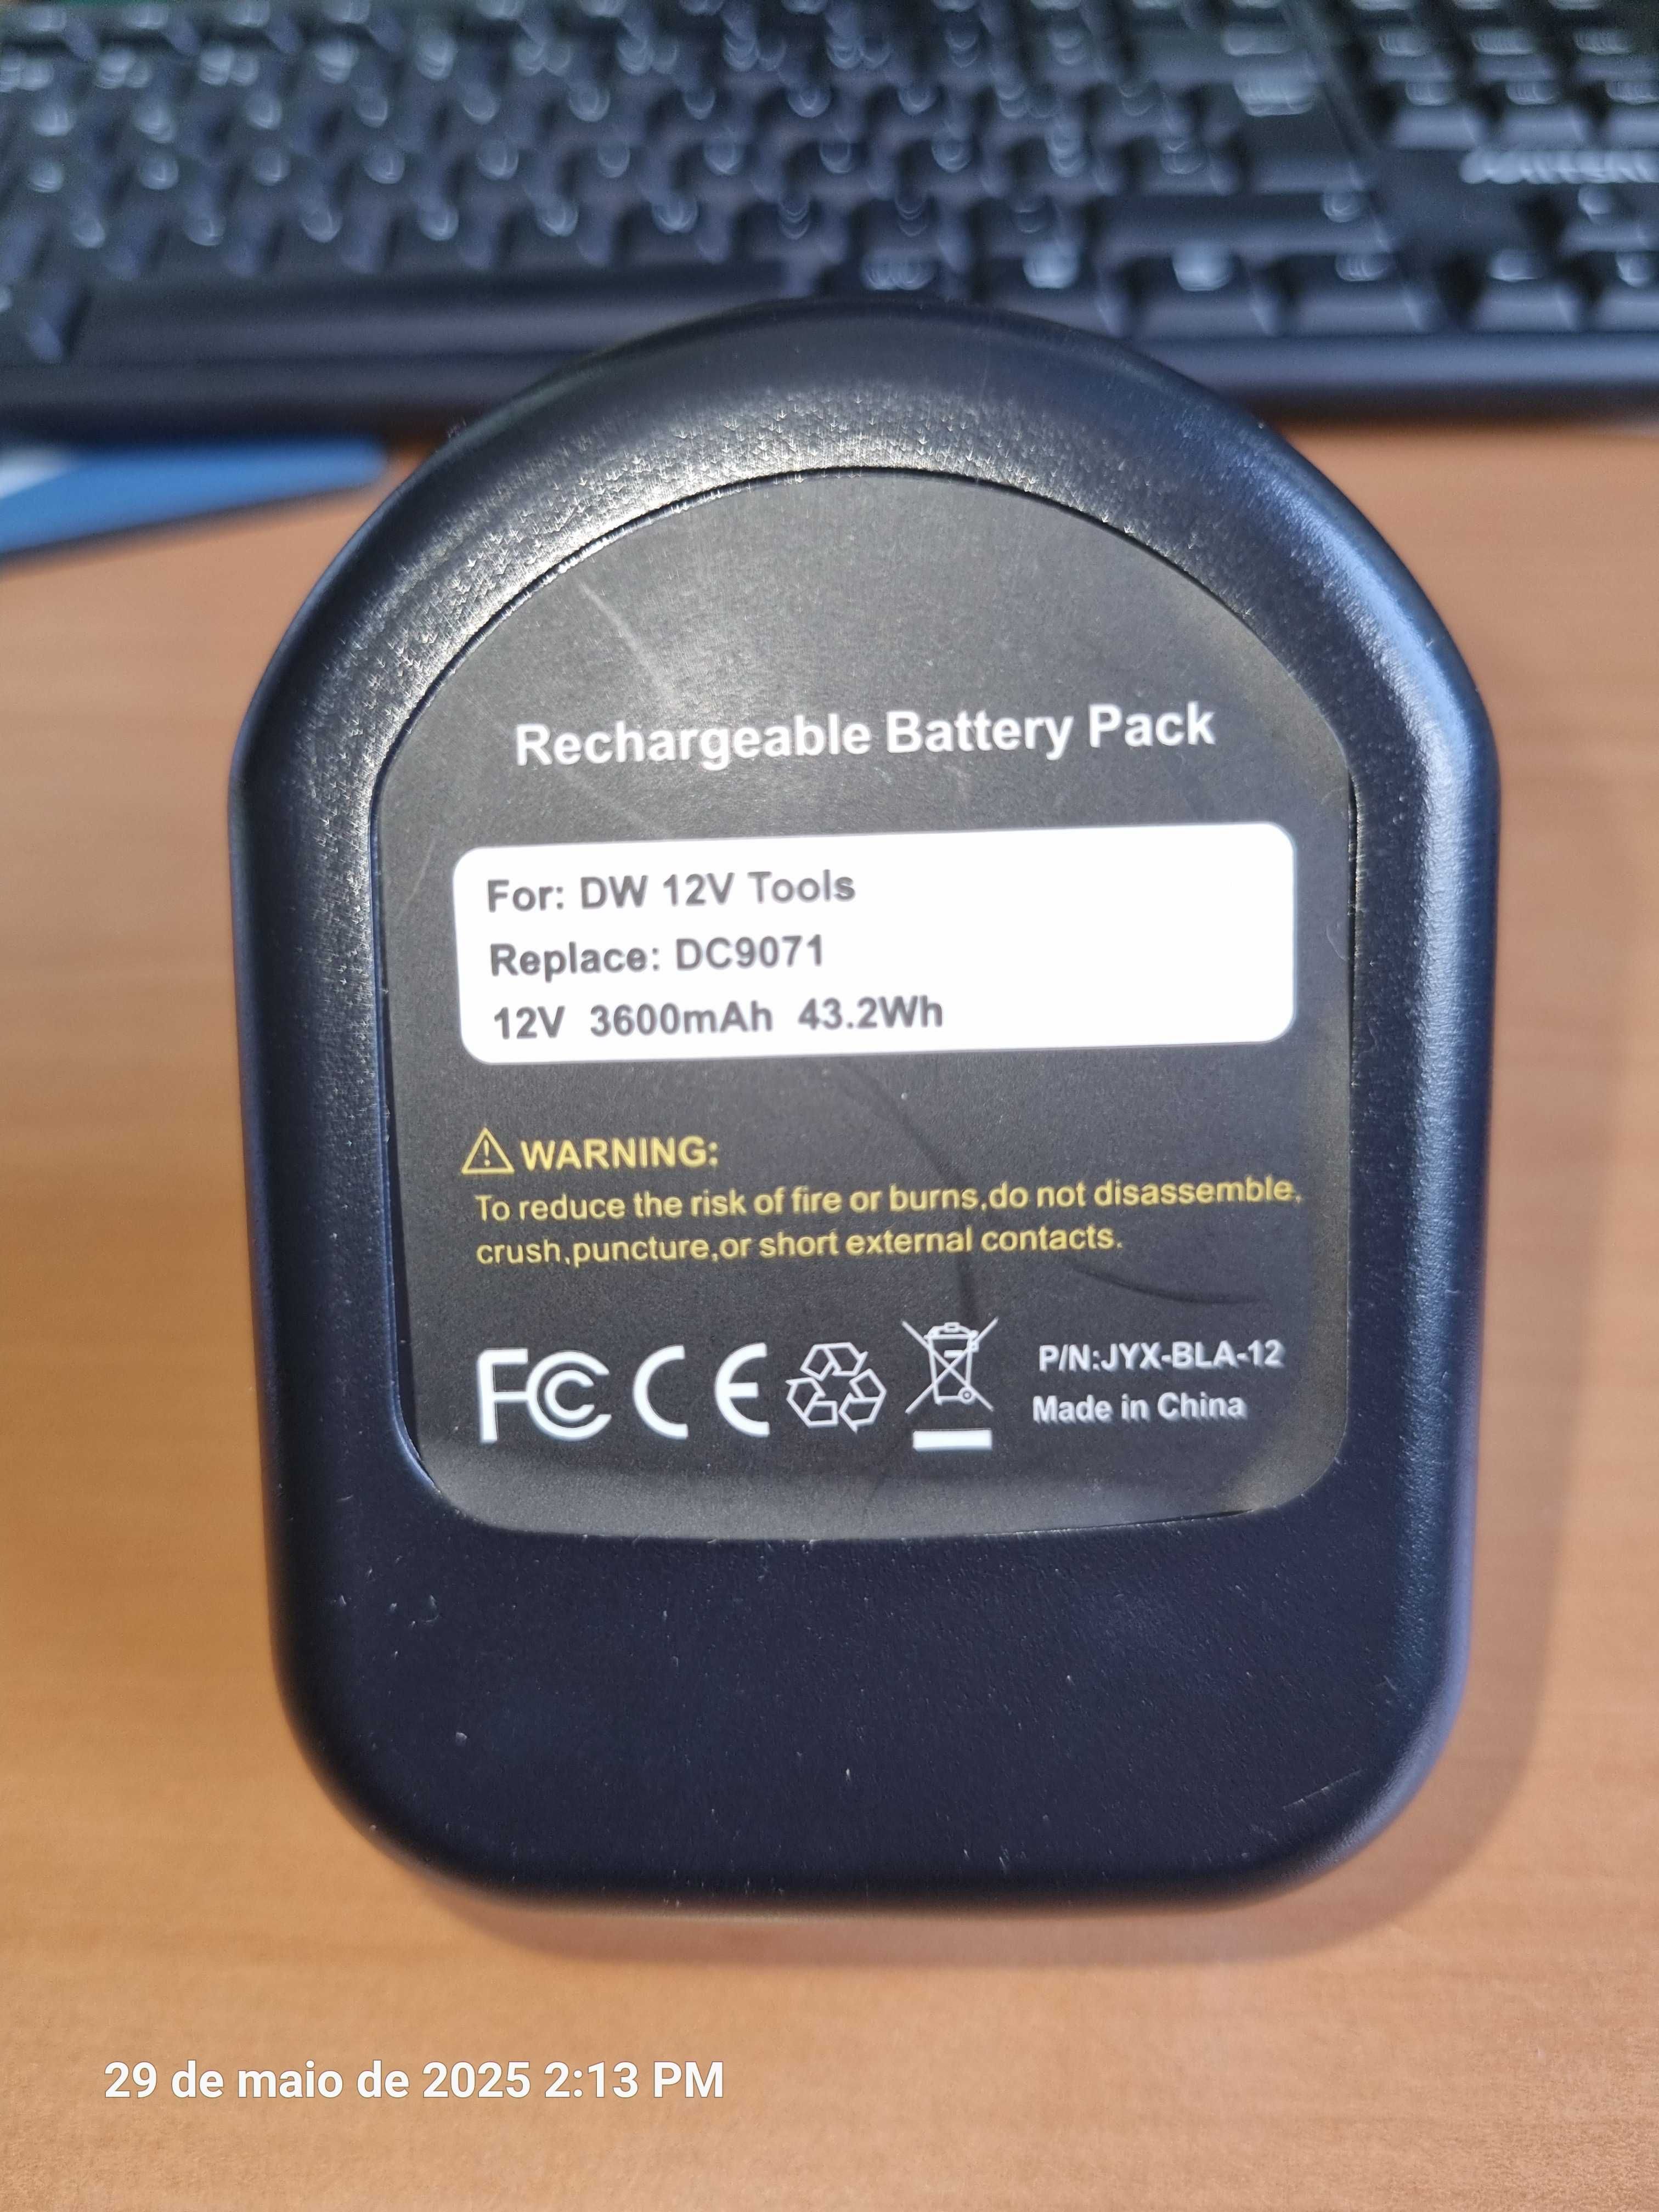 Rechargeable Battery Pack
For: DW 12V Tools
Replace: DC9071
12V 3600mAh 43.2Wh
WARNING:
To reduce the risk of fire or burns,do not disassemble,
crush,puncture,or short external contacts.
FC CE
P/N:JYX-BLA-12
Made in China
29 de maio de 2025 2:13 PM